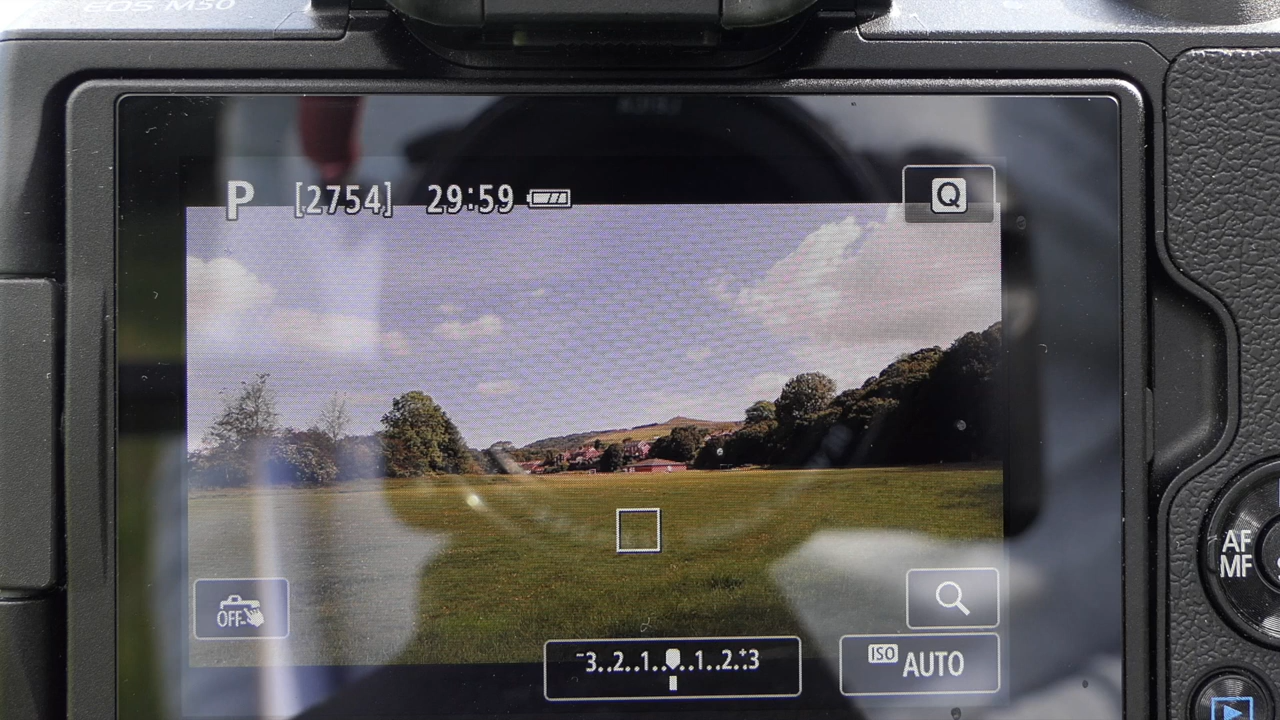 EOS M50
P [2754] 29:59
Q
AF
MF
OFF
-3..2..1..0..1..2..+3
ISO AUTO